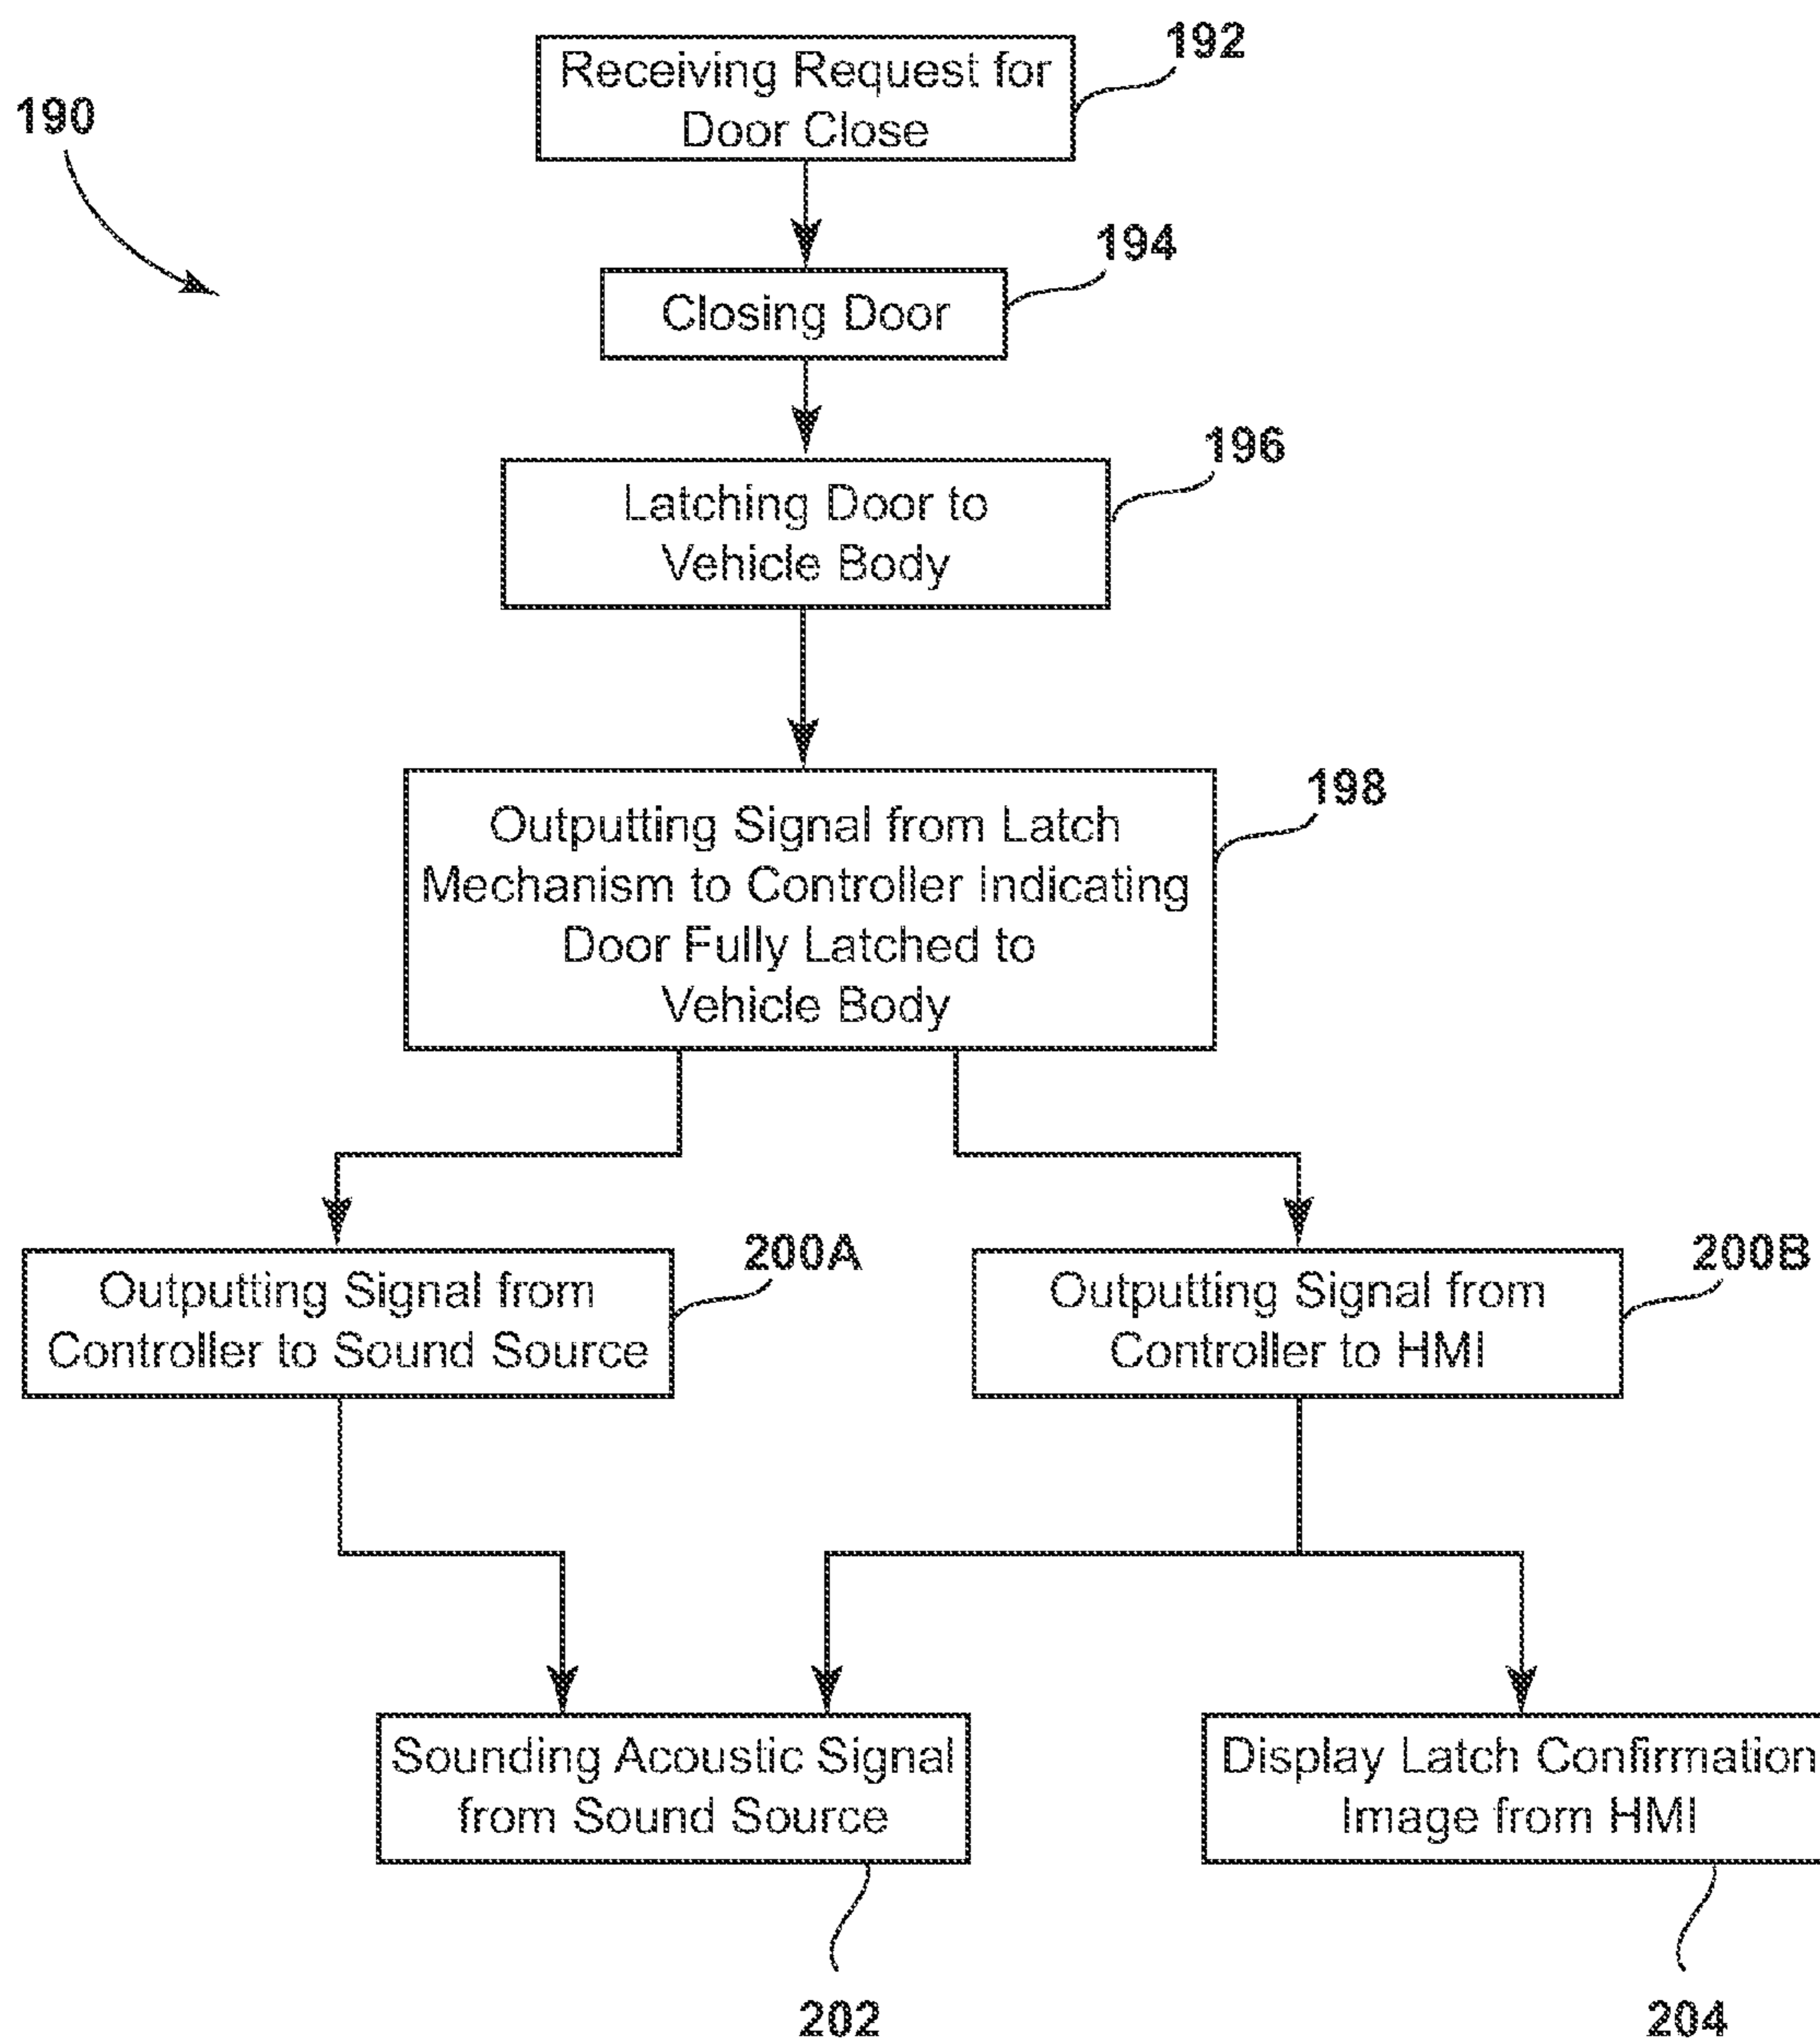 192
Receiving Request for
Door Close
190
194
Closing Door
196
Latching Door to
Vehicle Body
198
Outputting Signal from Latch
Mechanism to Controller Indicating
Door Fully Latched to
Vehicle Body
200A
Outputting Signal from
Controller to Sound Source
200B
Outputting Signal from
Controller to HMI
Sounding Acoustic Signal
from Sound Source
Display Latch Confirmation
Image from HMI
202
204